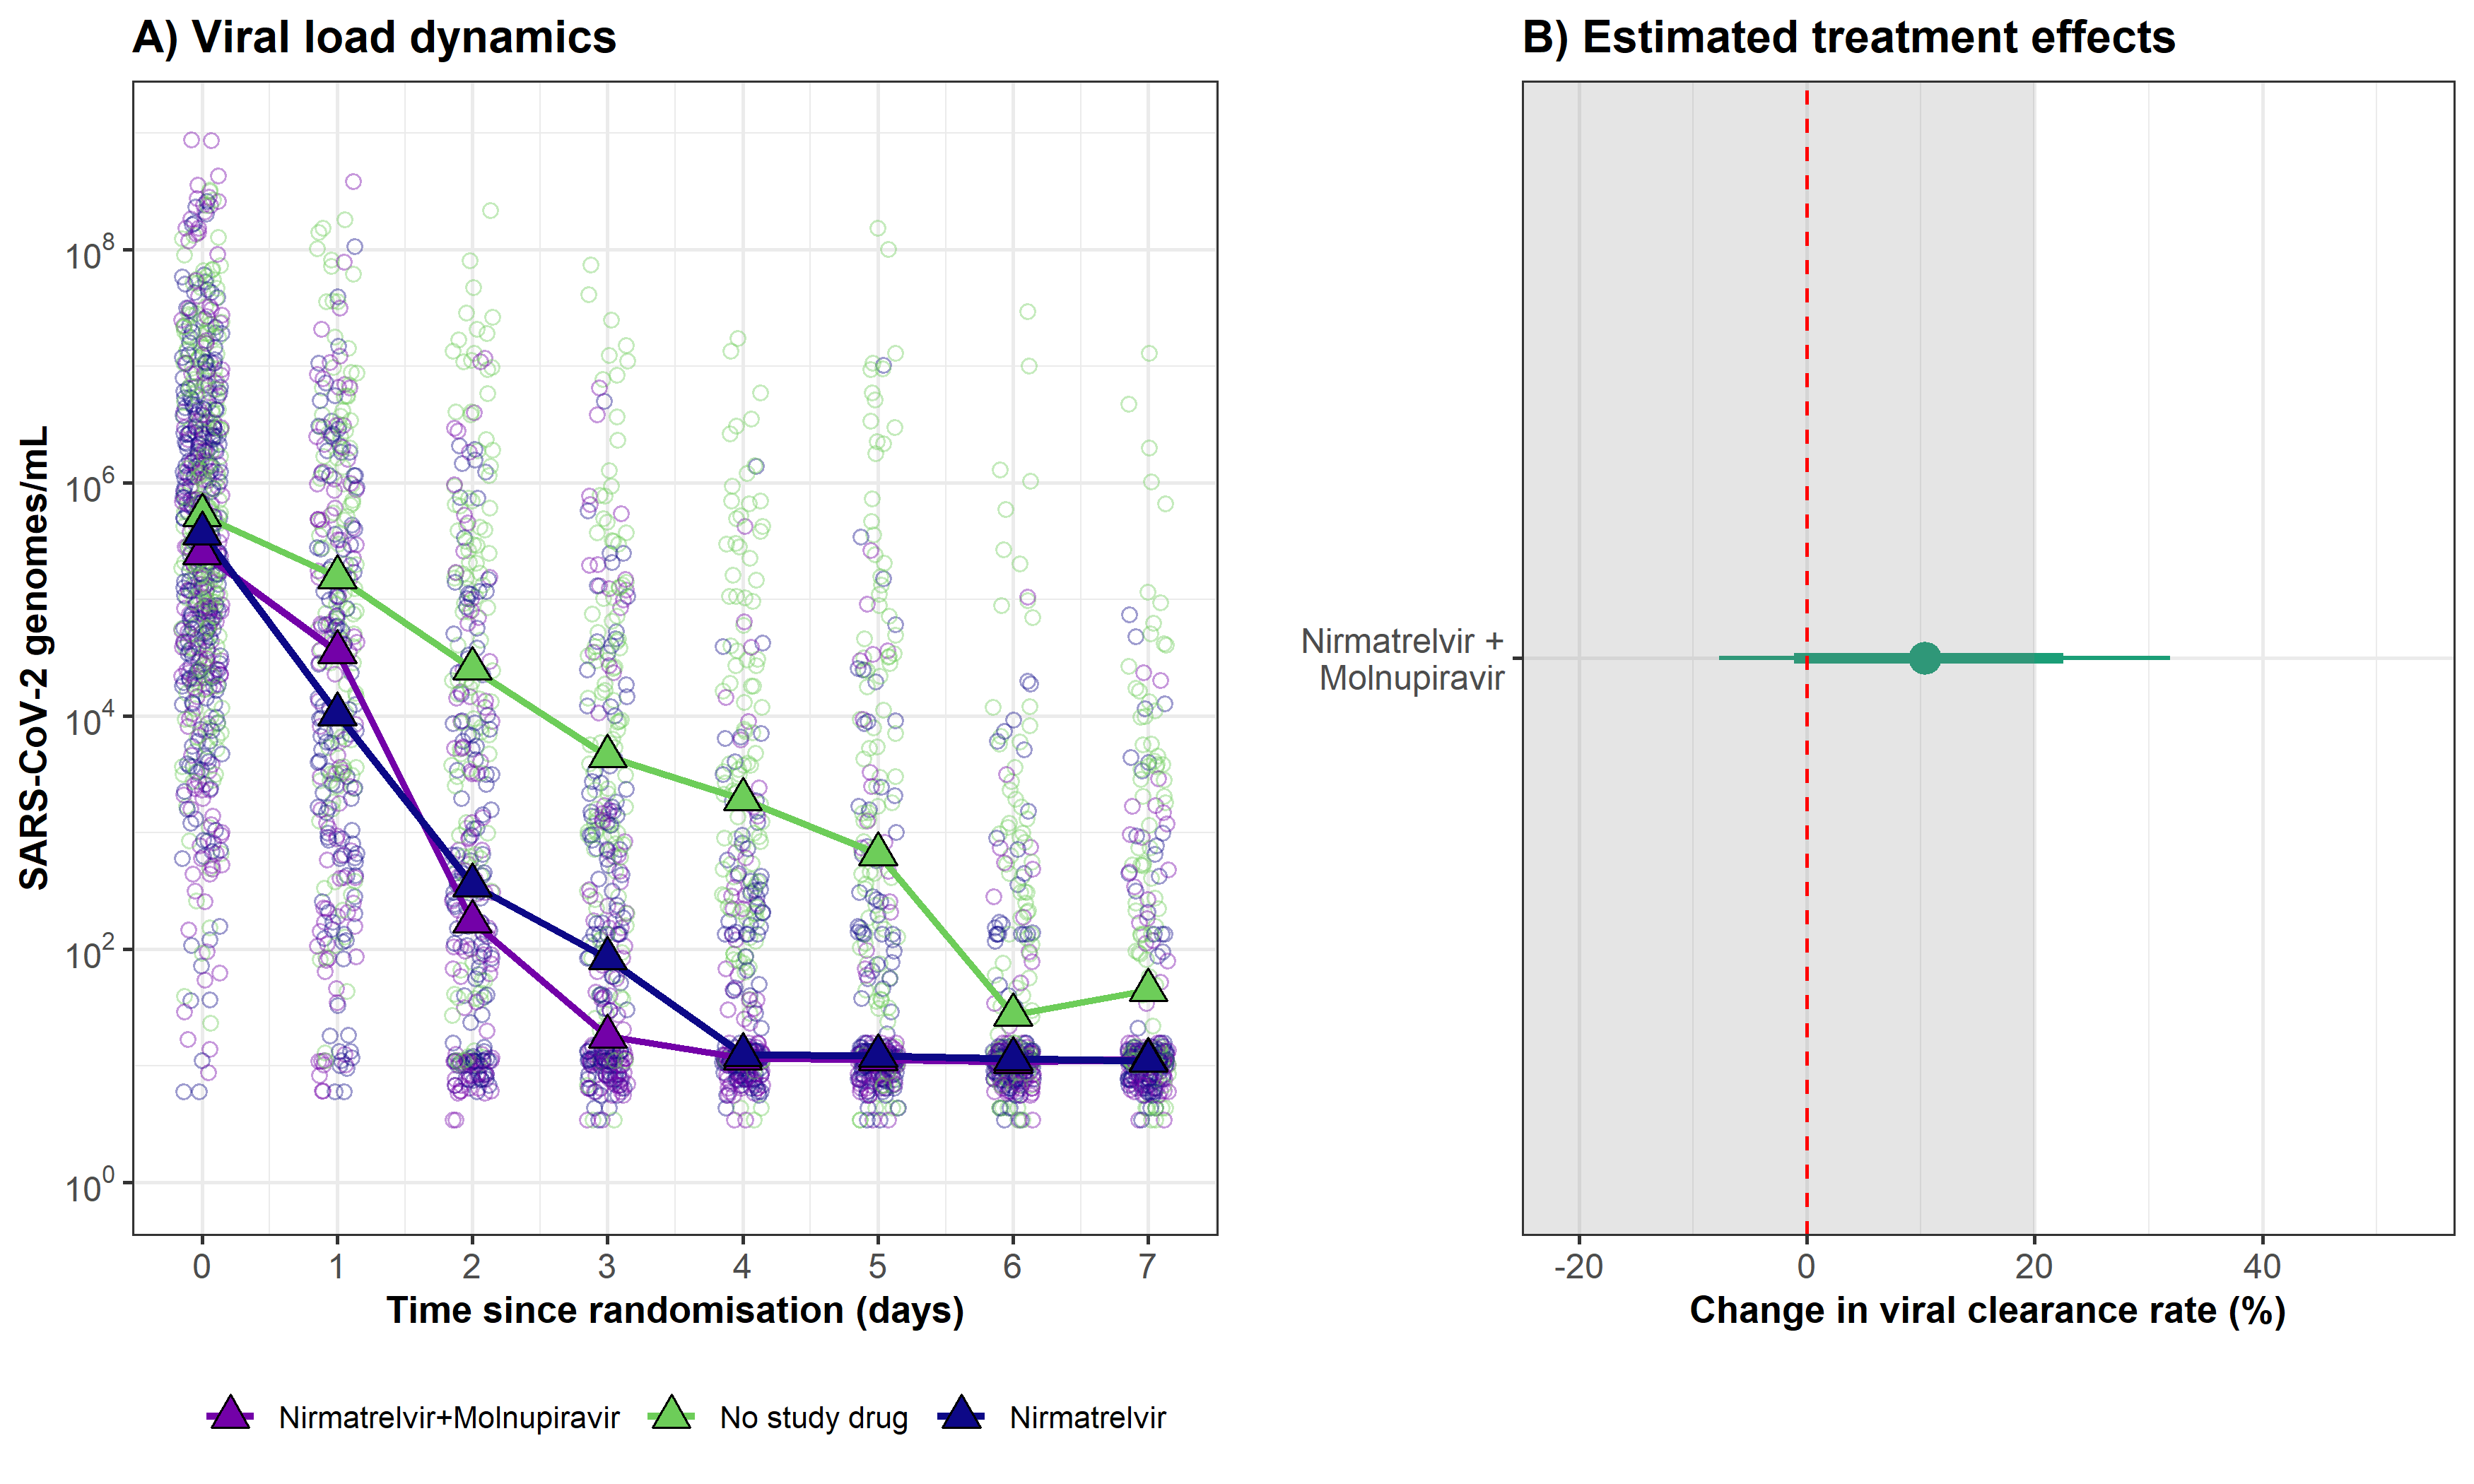 A) Viral load dynamics
SARS-CoV-2 genomes/mL
10^8
10^6
10^4
10^2
10^0
0 1 2 3 4 5 6 7
Time since randomisation (days)
Nirmatrelvir+Molnupiravir No study drug Nirmatrelvir
B) Estimated treatment effects
Nirmatrelvir +
Molnupiravir
-20 0 20 40
Change in viral clearance rate (%)